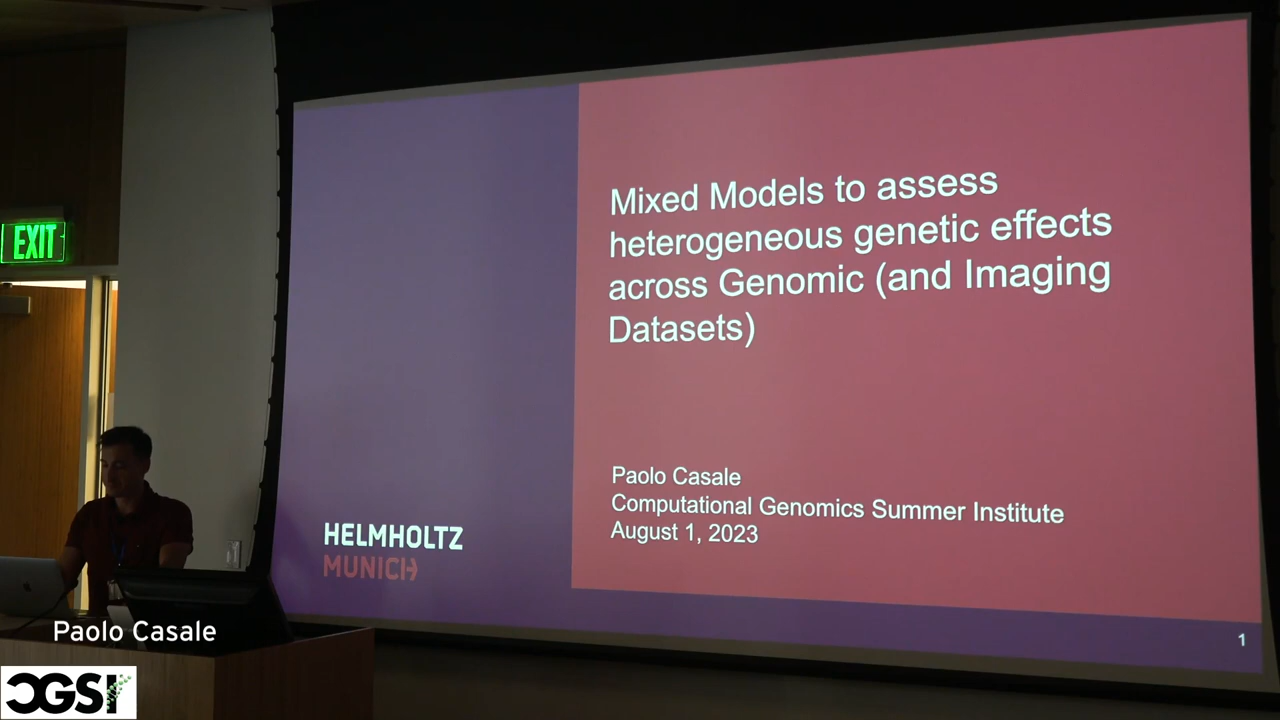 EXIT
Mixed Models to assess
heterogeneous genetic effects
across Genomic (and Imaging
Datasets)
Paolo Casale
Computational Genomics Summer Institute
August 1, 2023
HELMHOLTZ
MUNICH
1
Paolo Casale
CGSI